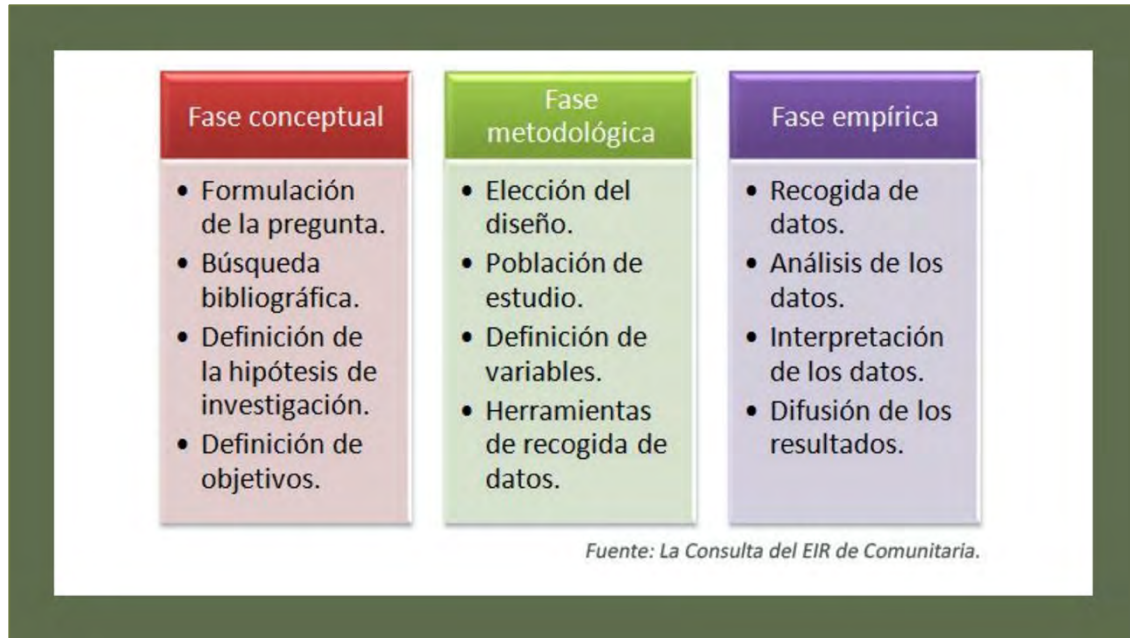 Fase conceptual
• Formulación
de la pregunta.
• Búsqueda
bibliográfica.
• Definición de
la hipótesis de
investigación.
• Definición de
objetivos.
Fase
metodológica
• Elección del
diseño.
• Población de
estudio.
• Definición de
variables.
• Herramientas
de recogida de
datos.
Fase empírica
• Recogida de
datos.
• Análisis de los
datos.
• Interpretación
de los datos.
• Difusión de los
resultados.
Fuente: La Consulta del EIR de Comunitaria.